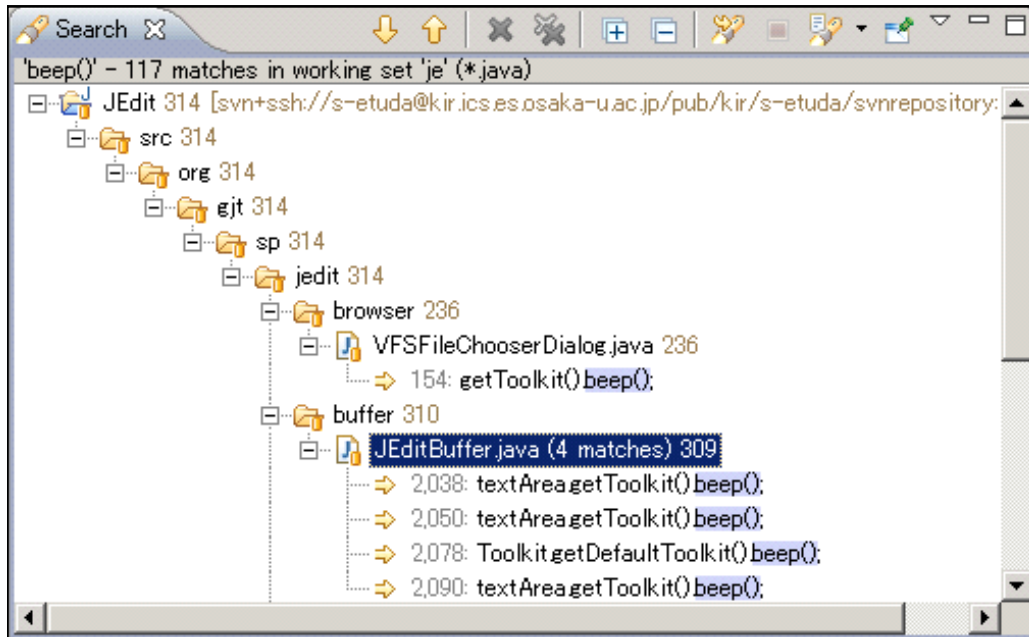 Search
'beep()' - 117 matches in working set 'je' (*.java)
JEdit 314 [svn+ssh://s-etuda@kir.ics.es.osaka-u.ac.jp/pub/kir/s-etuda/svnrepository:
src 314
org 314
gjt 314
sp 314
jedit 314
browser 236
VFSFileChooserDialog.java 236
154: getToolkit().beep();
buffer 310
JEditBuffer.java (4 matches) 309
2,038: textArea.getToolkit().beep();
2,050: textArea.getToolkit().beep();
2,078: Toolkit.getDefaultToolkit().beep();
2,090: textArea.getToolkit().beep();